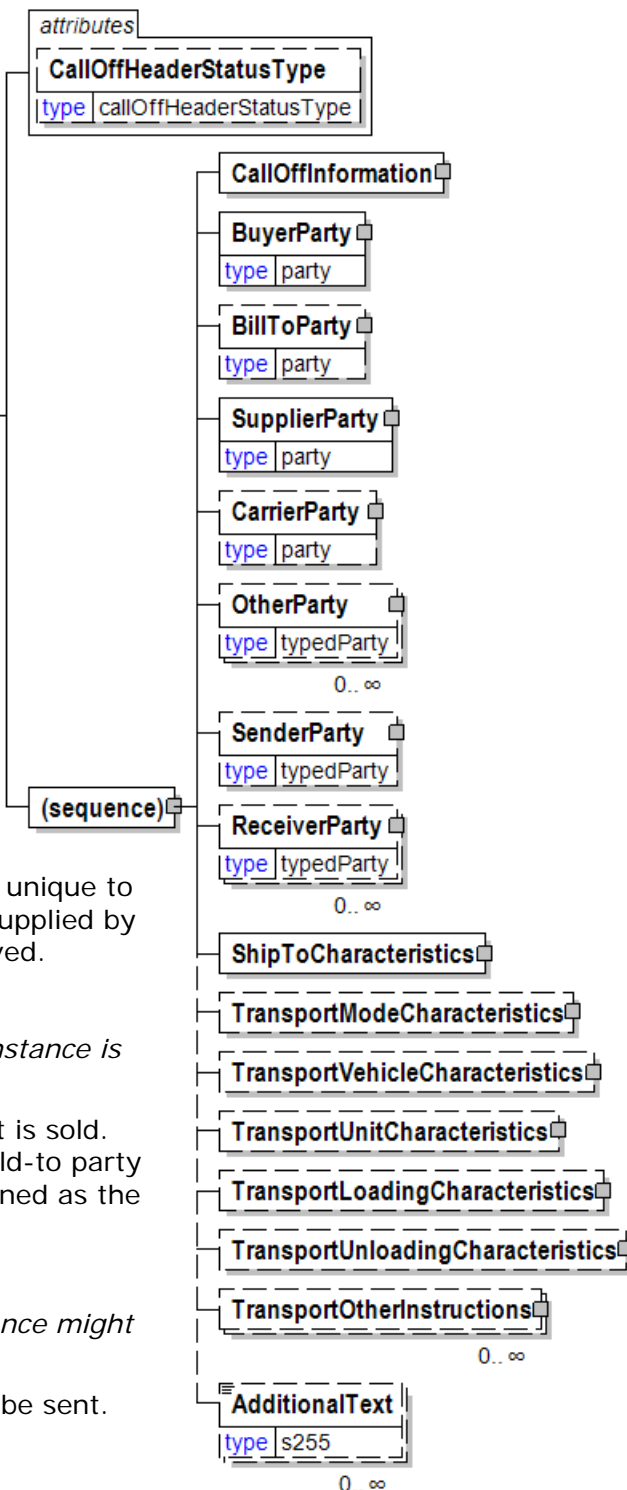 attributes
CallOffHeaderStatusType
type callOffHeaderStatusType
CallOffInformation
BuyerParty
type party
BillToParty
type party
SupplierParty
type party
CarrierParty
type party
OtherParty
type typedParty
0.. ∞
SenderParty
type typedParty
(sequence)
ReceiverParty
type typedParty
0.. ∞
unique to
upplied by
ved.
ShipToCharacteristics
TransportModeCharacteristics
nstance is
TransportVehicleCharacteristics
t is sold.
TransportUnitCharacteristics
ld-to party
ned as the
TransportLoadingCharacteristics
TransportUnloadingCharacteristics
nce might
TransportOtherInstructions
0.. ∞
be sent.
AdditionalText
type s255
0.. ∞